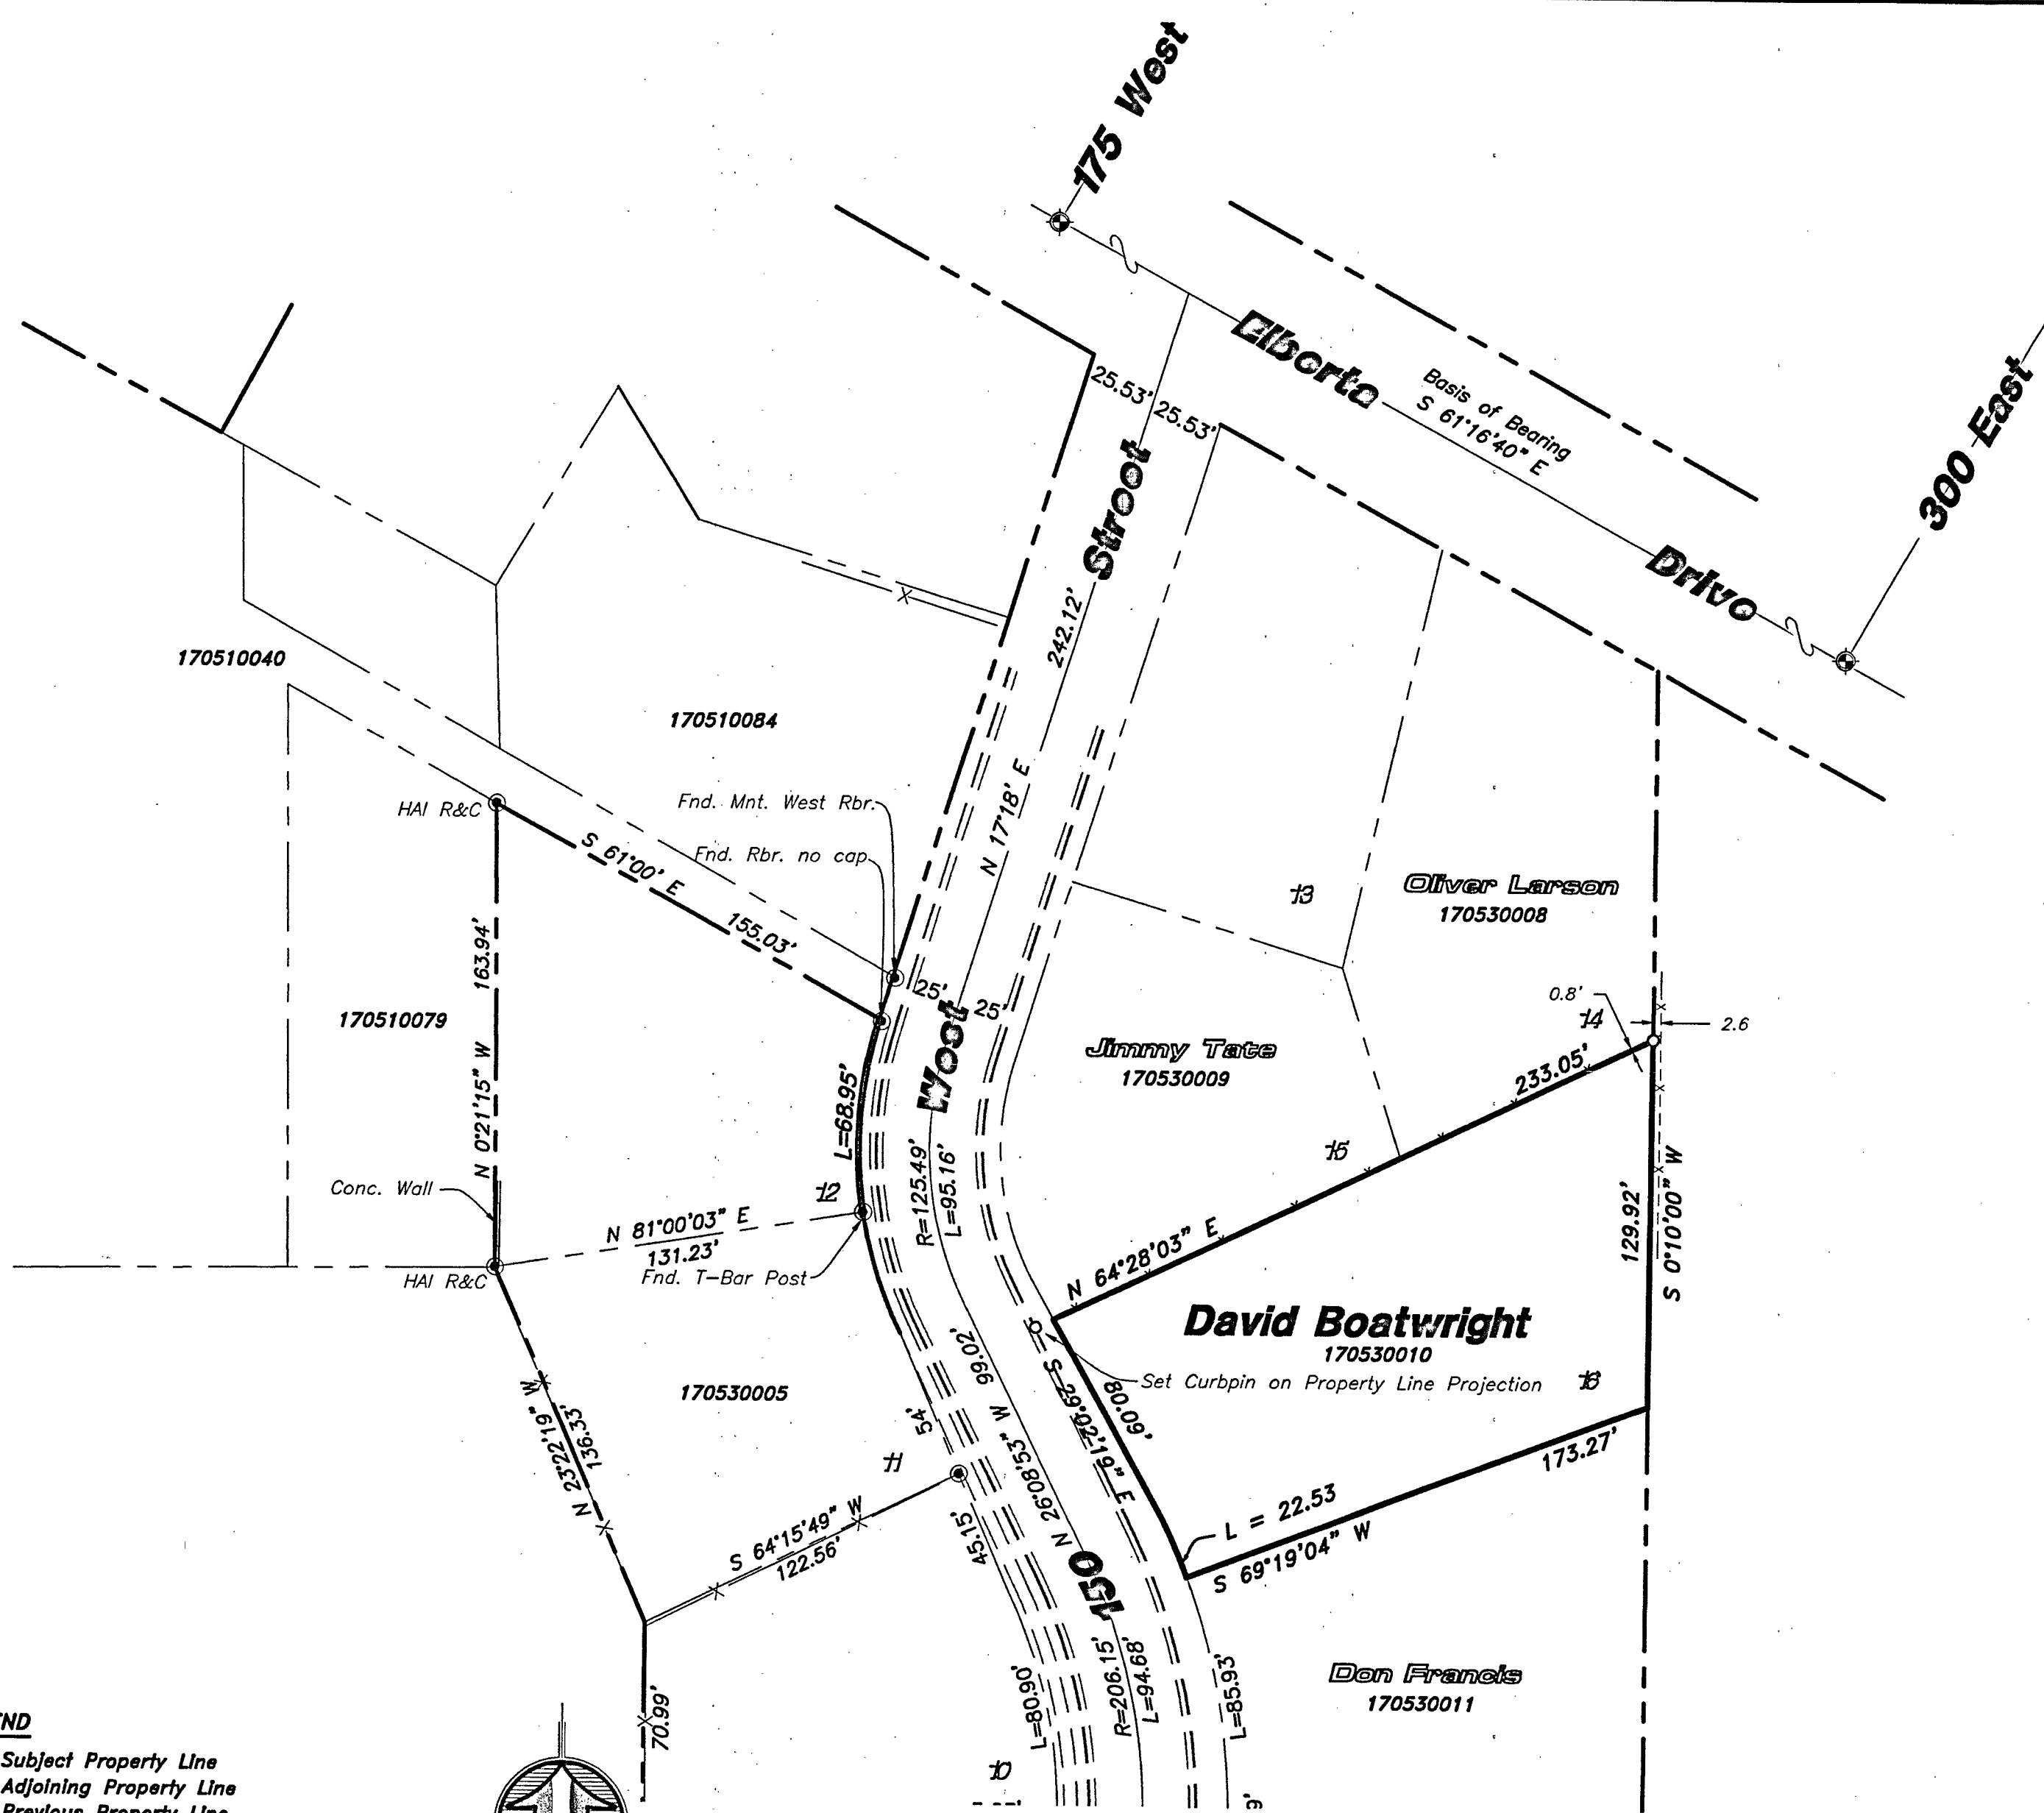 175 West
Elberta
Drive
Basis of Bearing
S 61°16'40" E
300 East
25.53' 25.53'
Street
242.12'
N 17°18' E
170510040
170510084
HAI R&C
Fnd. Mnt. West Rbr.
Fnd. Rbr. no cap
S 61°00' E
155.03'
163.94'
N 0°21'15" W
170510079
13
Oliver Larson
170530008
0.8'
14
2.6
25'
25'
West
Jimmy Tate
170530009
233.05'
L=68.95'
R=125.49'
L=95.16'
15
Conc. Wall
12
N 81°00'03" E
131.23'
HAI R&C
Fnd. T-Bar Post
N 64°28'03" E
129.92'
S 0°10'00" W
David Boatwright
170530010
Set Curbpin on Property Line Projection
16
80.09'
S 29°02'16" E
99.02'
N 26°08'53" W
170530005
54'
N 23°22'19" W
136.33'
11
S 64°15'49" W
122.56'
45.15'
173.27'
L = 22.53
S 69°19'04" W
150
70.99'
L=80.90'
R=206.15'
L=94.68'
L=85.93'
Don Francis
170530011
10
Subject Property Line
Adjoining Property Line
Previous Property Line